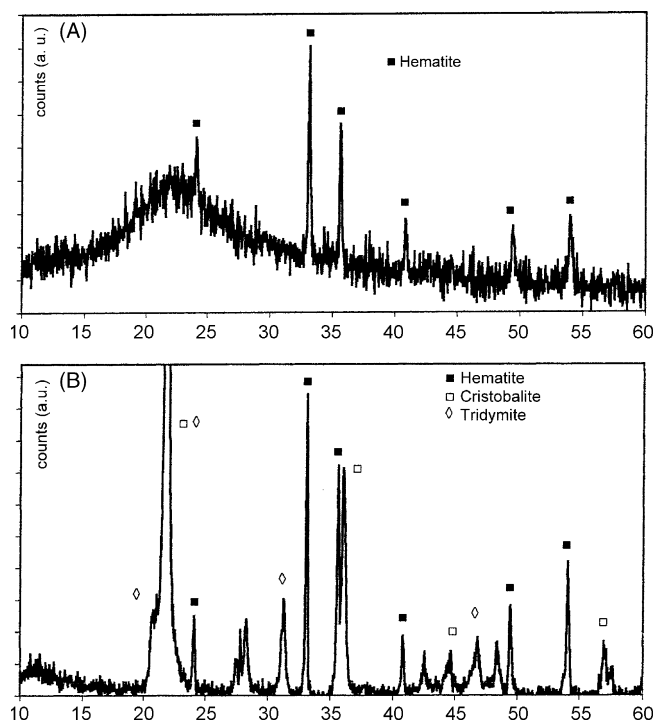 (A)
counts (a. u.)
■ Hematite
10 15 20 25 30 35 40 45 50 55 60
(B)
counts (a.u.)
■ Hematite
□ Cristobalite
◊ Tridymite
10 15 20 25 30 35 40 45 50 55 60